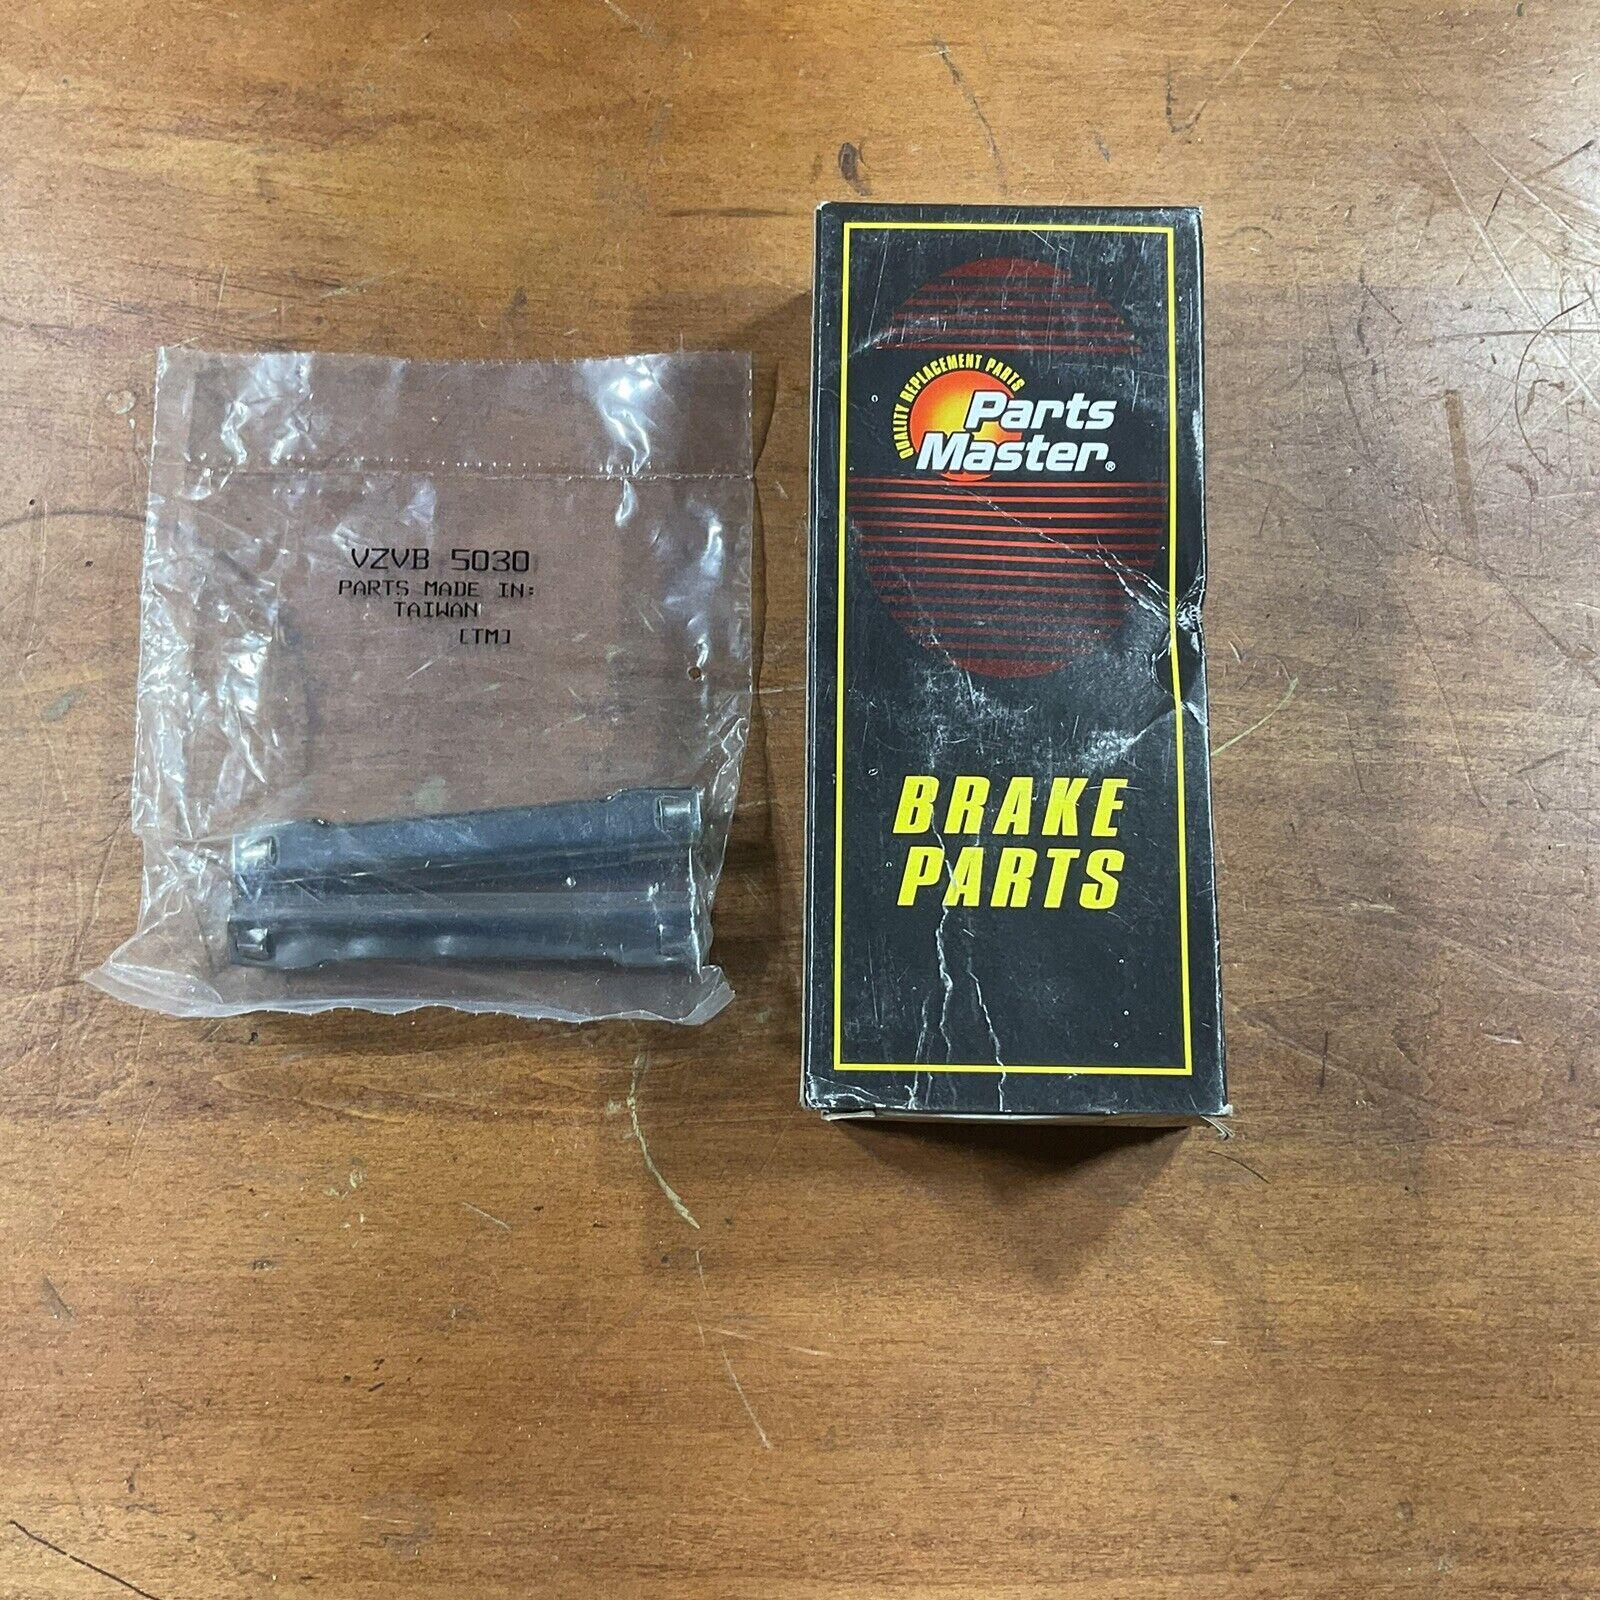 VZVB 5030
PARTS MADE IN:
TAIWAN
[TM]
QUALITY REPLACEMENT PARTS
Parts
Master®
BRAKE
PARTS